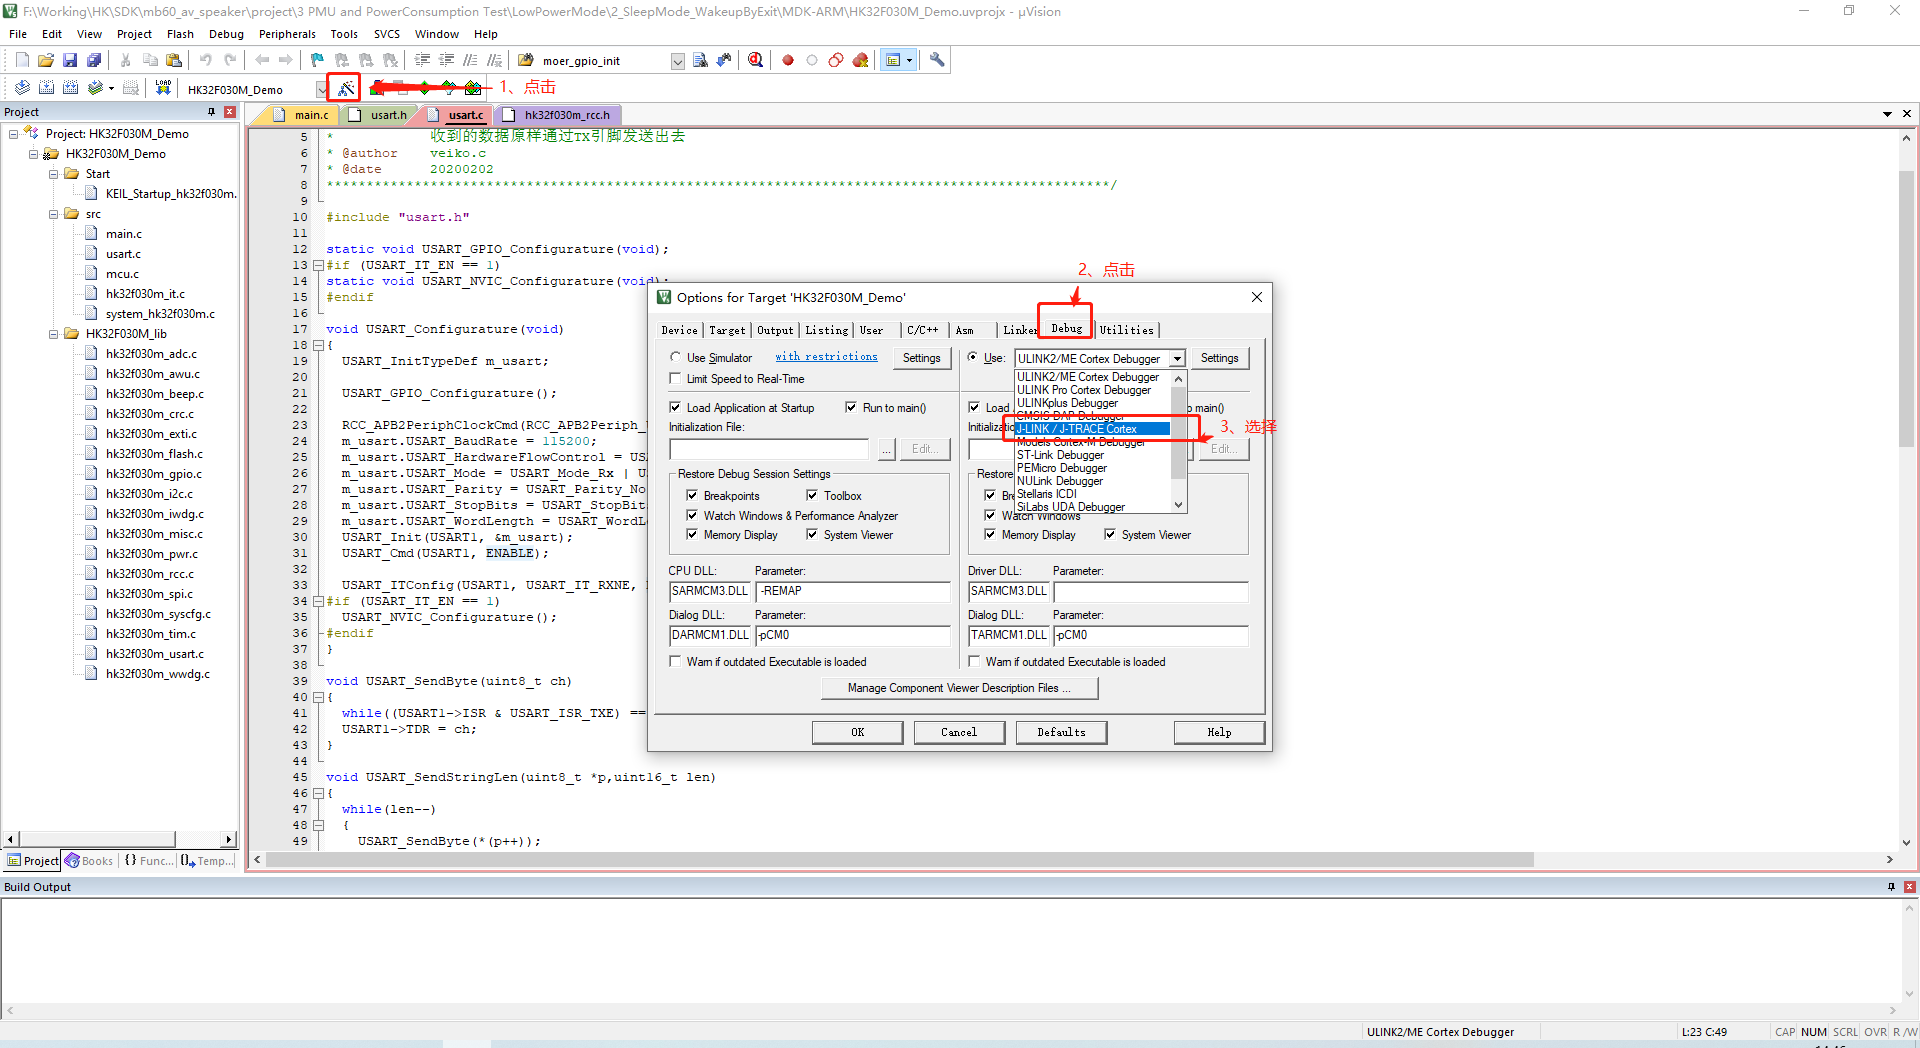 F:\Working\HK\SDK\mb60_av_speaker\project\3 PMU and PowerConsumption Test\LowPowerMode\2_SleepMode_WakeupByExit\MDK-ARM\HK32F030M_Demo.uvprojx - µVision
File Edit View Project Flash Debug Peripherals Tools SVCS Window Help
moer_gpio_init
LOAD HK32F030M_Demo 1、点击
Project
main.c usart.h usart.c hk32f030m_rcc.h
Project: HK32F030M_Demo
HK32F030M_Demo
Start
KEIL_Startup_hk32f030m.
src
main.c
usart.c
mcu.c
hk32f030m_it.c
system_hk32f030m.c
HK32F030M_lib
hk32f030m_adc.c
hk32f030m_awu.c
hk32f030m_beep.c
hk32f030m_crc.c
hk32f030m_exti.c
hk32f030m_flash.c
hk32f030m_gpio.c
hk32f030m_i2c.c
hk32f030m_iwdg.c
hk32f030m_misc.c
hk32f030m_pwr.c
hk32f030m_rcc.c
hk32f030m_spi.c
hk32f030m_syscfg.c
hk32f030m_tim.c
hk32f030m_usart.c
hk32f030m_wwdg.c
Project Books {} Func... Temp...
5 * 收到的数据原样通过TX引脚发送出去
6 * @author veiko.c
7 * @date 20200202
8 **************************************************************************************************/
9
10 #include "usart.h"
11
12 static void USART_GPIO_Configurature(void);
13 #if (USART_IT_EN == 1)
14 static void USART_NVIC_Configurature(void);
15 #endif
16
17 void USART_Configurature(void)
18 {
19 USART_InitTypeDef m_usart;
20
21 USART_GPIO_Configurature();
22
23 RCC_APB2PeriphClockCmd(RCC_APB2Periph_
24 m_usart.USART_BaudRate = 115200;
25 m_usart.USART_HardwareFlowControl = US
26 m_usart.USART_Mode = USART_Mode_Rx | U
27 m_usart.USART_Parity = USART_Parity_No
28 m_usart.USART_StopBits = USART_StopBit
29 m_usart.USART_WordLength = USART_WordL
30 USART_Init(USART1, &m_usart);
31 USART_Cmd(USART1, ENABLE);
32
33 USART_ITConfig(USART1, USART_IT_RXNE,
34 #if (USART_IT_EN == 1)
35 USART_NVIC_Configurature();
36 #endif
37 }
38
39 void USART_SendByte(uint8_t ch)
40 {
41 while((USART1->ISR & USART_ISR_TXE) ==
42 USART1->TDR = ch;
43 }
44
45 void USART_SendStringLen(uint8_t *p,uint16_t len)
46 {
47 while(len--)
48 {
49 USART_SendByte(*(p++));
2、点击
Options for Target 'HK32F030M_Demo'
Device Target Output Listing User C/C++ Asm Linker Debug Utilities
Use Simulator with restrictions Settings
Limit Speed to Real-Time
Use: ULINK2/ME Cortex Debugger Settings
ULINK2/ME Cortex Debugger
ULINK Pro Cortex Debugger
ULINKplus Debugger
CMSIS-DAP Debugger
J-LINK / J-TRACE Cortex
Models Cortex-M Debugger
ST-Link Debugger
PEMicro Debugger
NULink Debugger
Stellaris ICDI
SiLabs UDA Debugger
3、选择
Load Application at Startup Run to main()
Load main()
Initialization File:
... Edit...
Edit...
Restore Debug Session Settings
Breakpoints Toolbox
Watch Windows & Performance Analyzer
Memory Display System Viewer
Restore
Watch Windows
Memory Display System Viewer
CPU DLL: Parameter:
SARMCM3.DLL -REMAP
Dialog DLL: Parameter:
DARMCM1.DLL -pCM0
Warn if outdated Executable is loaded
Driver DLL: Parameter:
SARMCM3.DLL
Dialog DLL: Parameter:
TARMCM1.DLL -pCM0
Warn if outdated Executable is loaded
Manage Component Viewer Description Files ...
OK Cancel Defaults Help
Build Output
ULINK2/ME Cortex Debugger L:23 C:49 CAP NUM SCRL OVR R/W